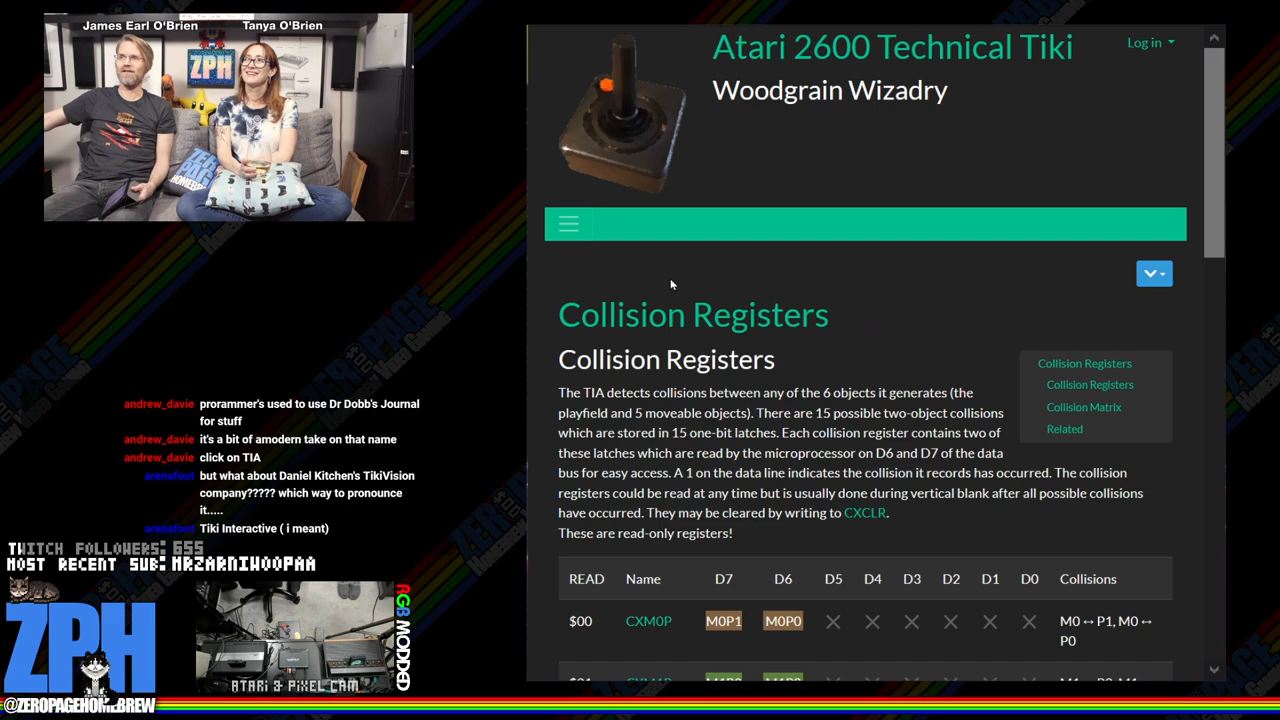 James Earl O'Brien
Tanya O'Brien
ZPH
andrew_davie prorammer's used to use Dr Dobb's Journal
for stuff
andrew_davie it's a bit of amodern take on that name
andrew_davie click on TIA
arenafoot but what about Daniel Kitchen's TikiVision
company????? which way to pronounce
it.....
arenafoot Tiki Interactive ( i meant)
TWITCH FOLLOWERS: 655
MOST RECENT SUB: MRZARNIWOOPAA
ZPH
@ZEROPAGEHOMEBREW
ATARI & PIXEL CAM
RGB MODDED
Atari 2600 Technical Tiki
Woodgrain Wizadry
Log in
Collision Registers
Collision Registers
The TIA detects collisions between any of the 6 objects it generates (the
playfield and 5 moveable objects). There are 15 possible two-object collisions
which are stored in 15 one-bit latches. Each collision register contains two of
these latches which are read by the microprocessor on D6 and D7 of the data
bus for easy access. A 1 on the data line indicates the collision it records has occurred. The collision
registers could be read at any time but is usually done during vertical blank after all possible collisions
have occurred. They may be cleared by writing to CXCLR.
These are read-only registers!
Collision Registers
Collision Registers
Collision Matrix
Related
READ Name D7 D6 D5 D4 D3 D2 D1 D0 Collisions
$00 CXM0P M0P1 M0P0 M0 ↔ P1, M0 ↔
P0